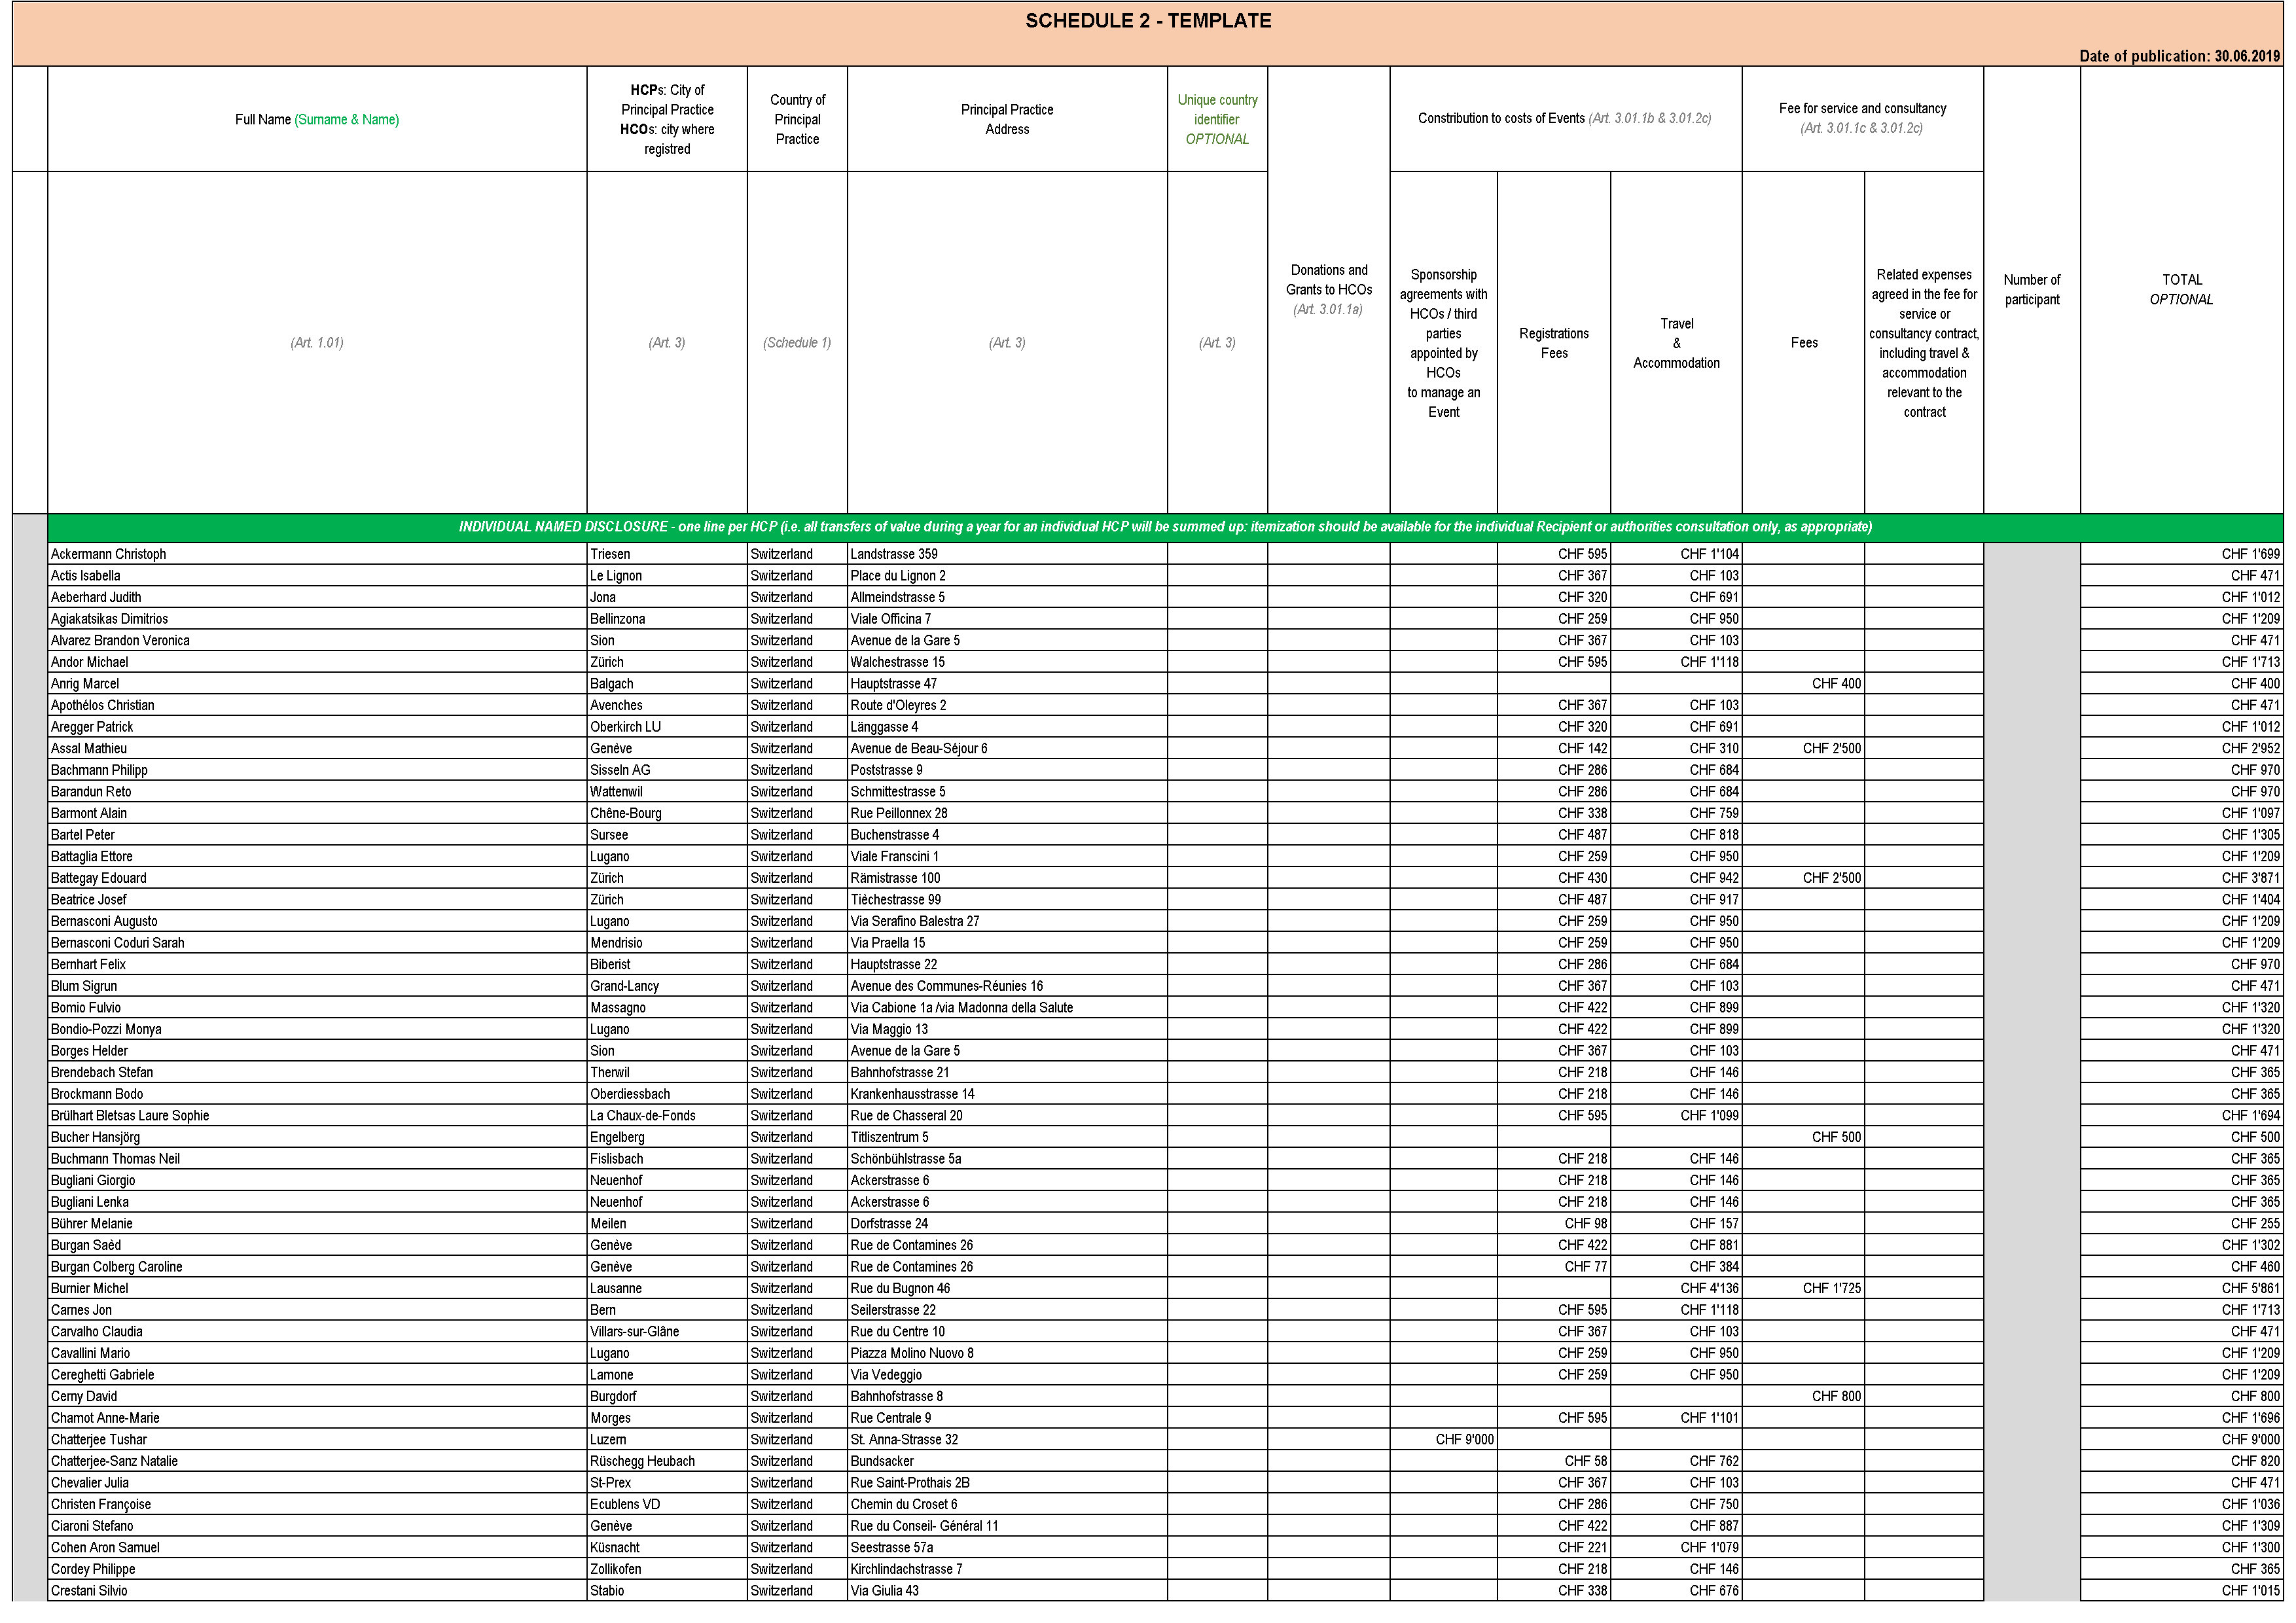 SCHEDULE 2 - TEMPLATE
Date of publication: 30.06.2019
Full Name (Surname & Name)
HCPs: City of
Principal Practice
HCOs: city where
registred
Country of
Principal
Practice
Principal Practice
Address
Unique country
identifier
OPTIONAL
Constribution to costs of Events (Art. 3.01.1b & 3.01.2c)
Fee for service and consultancy
(Art. 3.01.1c & 3.01.2c)
(Art. 1.01)
(Art. 3)
(Schedule 1)
(Art. 3)
(Art. 3)
Donations and
Grants to HCOs
(Art. 3.01.1a)
Sponsorship
agreements with
HCOs / third
parties
appointed by
HCOs
to manage an
Event
Registrations
Fees
Travel
&
Accommodation
Fees
Related expenses
agreed in the fee for
service or
consultancy contract,
including travel &
accommodation
relevant to the
contract
Number of
participant
TOTAL
OPTIONAL
INDIVIDUAL NAMED DISCLOSURE - one line per HCP (i.e. all transfers of value during a year for an individual HCP will be summed up: itemization should be available for the individual Recipient or authorities consultation only, as appropriate)
Ackermann Christoph Triesen Switzerland Landstrasse 359 CHF 595 CHF 1'104 CHF 1'699
Actis Isabella Le Lignon Switzerland Place du Lignon 2 CHF 367 CHF 103 CHF 471
Aeberhard Judith Jona Switzerland Allmeindstrasse 5 CHF 320 CHF 691 CHF 1'012
Agiakatsikas Dimitrios Bellinzona Switzerland Viale Officina 7 CHF 259 CHF 950 CHF 1'209
Alvarez Brandon Veronica Sion Switzerland Avenue de la Gare 5 CHF 367 CHF 103 CHF 471
Andor Michael Zürich Switzerland Walchestrasse 15 CHF 595 CHF 1'118 CHF 1'713
Anrig Marcel Balgach Switzerland Hauptstrasse 47 CHF 400 CHF 400
Apothélos Christian Avenches Switzerland Route d'Oleyres 2 CHF 367 CHF 103 CHF 471
Aregger Patrick Oberkirch LU Switzerland Länggasse 4 CHF 320 CHF 691 CHF 1'012
Assal Mathieu Genève Switzerland Avenue de Beau-Séjour 6 CHF 142 CHF 310 CHF 2'500 CHF 2'952
Bachmann Philipp Sisseln AG Switzerland Poststrasse 9 CHF 286 CHF 684 CHF 970
Barandun Reto Wattenwil Switzerland Schmittestrasse 5 CHF 286 CHF 684 CHF 970
Barmont Alain Chêne-Bourg Switzerland Rue Peillonnex 28 CHF 338 CHF 759 CHF 1'097
Bartel Peter Sursee Switzerland Buchenstrasse 4 CHF 487 CHF 818 CHF 1'305
Battaglia Ettore Lugano Switzerland Viale Franscini 1 CHF 259 CHF 950 CHF 1'209
Battegay Edouard Zürich Switzerland Rämistrasse 100 CHF 430 CHF 942 CHF 2'500 CHF 3'871
Beatrice Josef Zürich Switzerland Tièchestrasse 99 CHF 487 CHF 917 CHF 1'404
Bernasconi Augusto Lugano Switzerland Via Serafino Balestra 27 CHF 259 CHF 950 CHF 1'209
Bernasconi Coduri Sarah Mendrisio Switzerland Via Praella 15 CHF 259 CHF 950 CHF 1'209
Bernhart Felix Biberist Switzerland Hauptstrasse 22 CHF 286 CHF 684 CHF 970
Blum Sigrun Grand-Lancy Switzerland Avenue des Communes-Réunies 16 CHF 367 CHF 103 CHF 471
Bomio Fulvio Massagno Switzerland Via Cabione 1a /via Madonna della Salute CHF 422 CHF 899 CHF 1'320
Bondio-Pozzi Monya Lugano Switzerland Via Maggio 13 CHF 422 CHF 899 CHF 1'320
Borges Helder Sion Switzerland Avenue de la Gare 5 CHF 367 CHF 103 CHF 471
Brendebach Stefan Therwil Switzerland Bahnhofstrasse 21 CHF 218 CHF 146 CHF 365
Brockmann Bodo Oberdiessbach Switzerland Krankenhausstrasse 14 CHF 218 CHF 146 CHF 365
Brülhart Bletsas Laure Sophie La Chaux-de-Fonds Switzerland Rue de Chasseral 20 CHF 595 CHF 1'099 CHF 1'694
Bucher Hansjörg Engelberg Switzerland Titliszentrum 5 CHF 500 CHF 500
Buchmann Thomas Neil Fislisbach Switzerland Schönbühlstrasse 5a CHF 218 CHF 146 CHF 365
Bugliani Giorgio Neuenhof Switzerland Ackerstrasse 6 CHF 218 CHF 146 CHF 365
Bugliani Lenka Neuenhof Switzerland Ackerstrasse 6 CHF 218 CHF 146 CHF 365
Bührer Melanie Meilen Switzerland Dorfstrasse 24 CHF 98 CHF 157 CHF 255
Burgan Saèd Genève Switzerland Rue de Contamines 26 CHF 422 CHF 881 CHF 1'302
Burgan Colberg Caroline Genève Switzerland Rue de Contamines 26 CHF 77 CHF 384 CHF 460
Burnier Michel Lausanne Switzerland Rue du Bugnon 46 CHF 4'136 CHF 1'725 CHF 5'861
Carnes Jon Bern Switzerland Seilerstrasse 22 CHF 595 CHF 1'118 CHF 1'713
Carvalho Claudia Villars-sur-Glâne Switzerland Rue du Centre 10 CHF 367 CHF 103 CHF 471
Cavallini Mario Lugano Switzerland Piazza Molino Nuovo 8 CHF 259 CHF 950 CHF 1'209
Cereghetti Gabriele Lamone Switzerland Via Vedeggio CHF 259 CHF 950 CHF 1'209
Cerny David Burgdorf Switzerland Bahnhofstrasse 8 CHF 800 CHF 800
Chamot Anne-Marie Morges Switzerland Rue Centrale 9 CHF 595 CHF 1'101 CHF 1'696
Chatterjee Tushar Luzern Switzerland St. Anna-Strasse 32 CHF 9'000 CHF 9'000
Chatterjee-Sanz Natalie Rüschegg Heubach Switzerland Bundsacker CHF 58 CHF 762 CHF 820
Chevalier Julia St-Prex Switzerland Rue Saint-Prothais 2B CHF 367 CHF 103 CHF 471
Christen Françoise Ecublens VD Switzerland Chemin du Croset 6 CHF 286 CHF 750 CHF 1'036
Ciaroni Stefano Genève Switzerland Rue du Conseil- Général 11 CHF 422 CHF 887 CHF 1'309
Cohen Aron Samuel Küsnacht Switzerland Seestrasse 57a CHF 221 CHF 1'079 CHF 1'300
Cordey Philippe Zollikofen Switzerland Kirchlindachstrasse 7 CHF 218 CHF 146 CHF 365
Crestani Silvio Stabio Switzerland Via Giulia 43 CHF 338 CHF 676 CHF 1'015